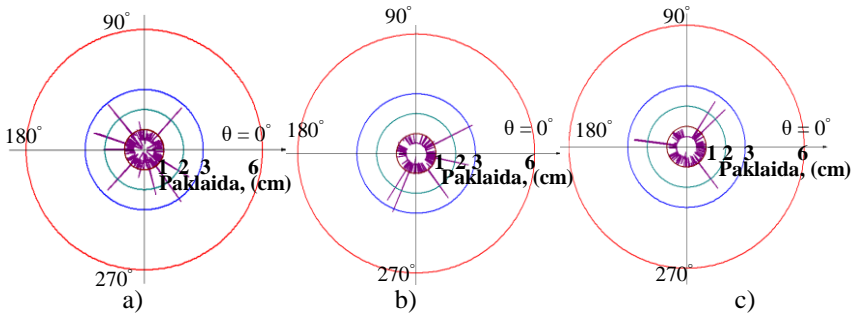 90°
180°
θ = 0°
1 2 3 6
Paklaida, (cm)
270°
a)
90°
180°
θ = 0°
1 2 3 6
Paklaida, (cm)
270°
b)
90°
180°
θ = 0°
1 2 3 6
Paklaida, (cm)
270°
c)